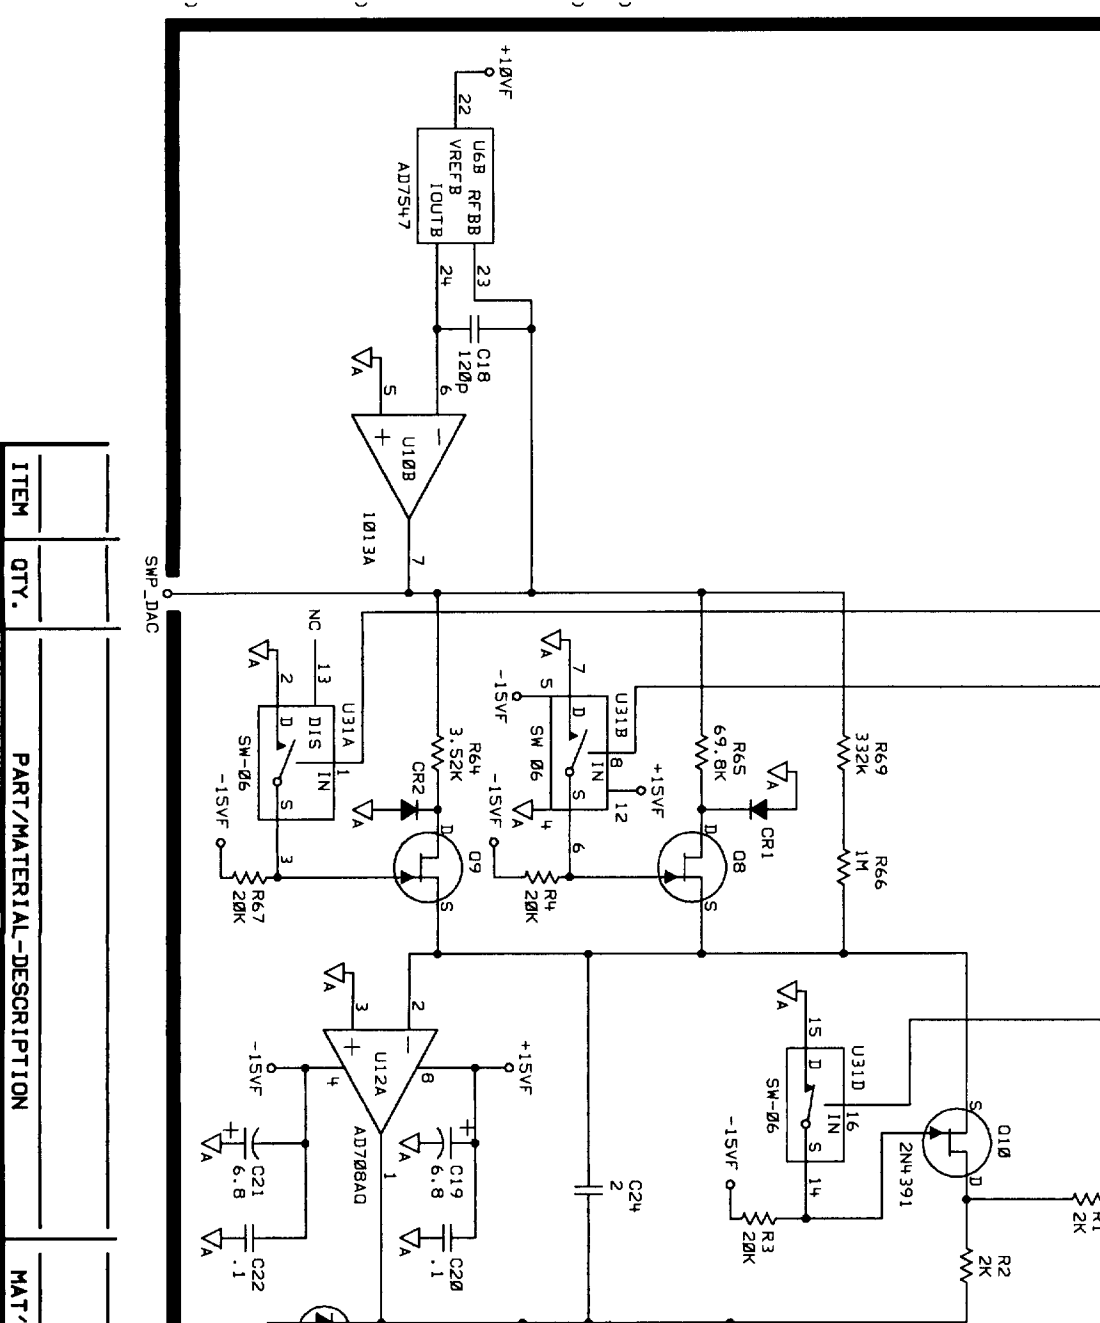 +10VF
22
U6B RFBB
VREFB
IOUTB
AD7547
23
24
C18
120p
6
5
U10B
+
−
1013A
7
SWP_DAC
NC
13
2
U31A
D
DIS
IN
1
S
SW-06
3
-15VF
R67
20K
A
R64
3.52K
CR2
A
D
Q9
S
A
7
5
-15VF
U31B
D
IN
8
S
SW 06
+15VF
12
4
A
6
-15VF
R4
20K
R65
69.8K
A
CR1
D
Q8
S
R69
332K
R66
1M
A
3
2
+
−
U12A
4
8
-15VF
+15VF
AD708AQ
1
+
C21
6.8
A
C22
.1
A
+
C19
6.8
A
C20
.1
A
C24
2
A
15
U31D
D
IN
16
S
SW-06
14
-15VF
R3
20K
S
Q10
D
2N4391
R1
2K
R2
2K
ITEM
QTY.
PART/MATERIAL-DESCRIPTION
MAT'